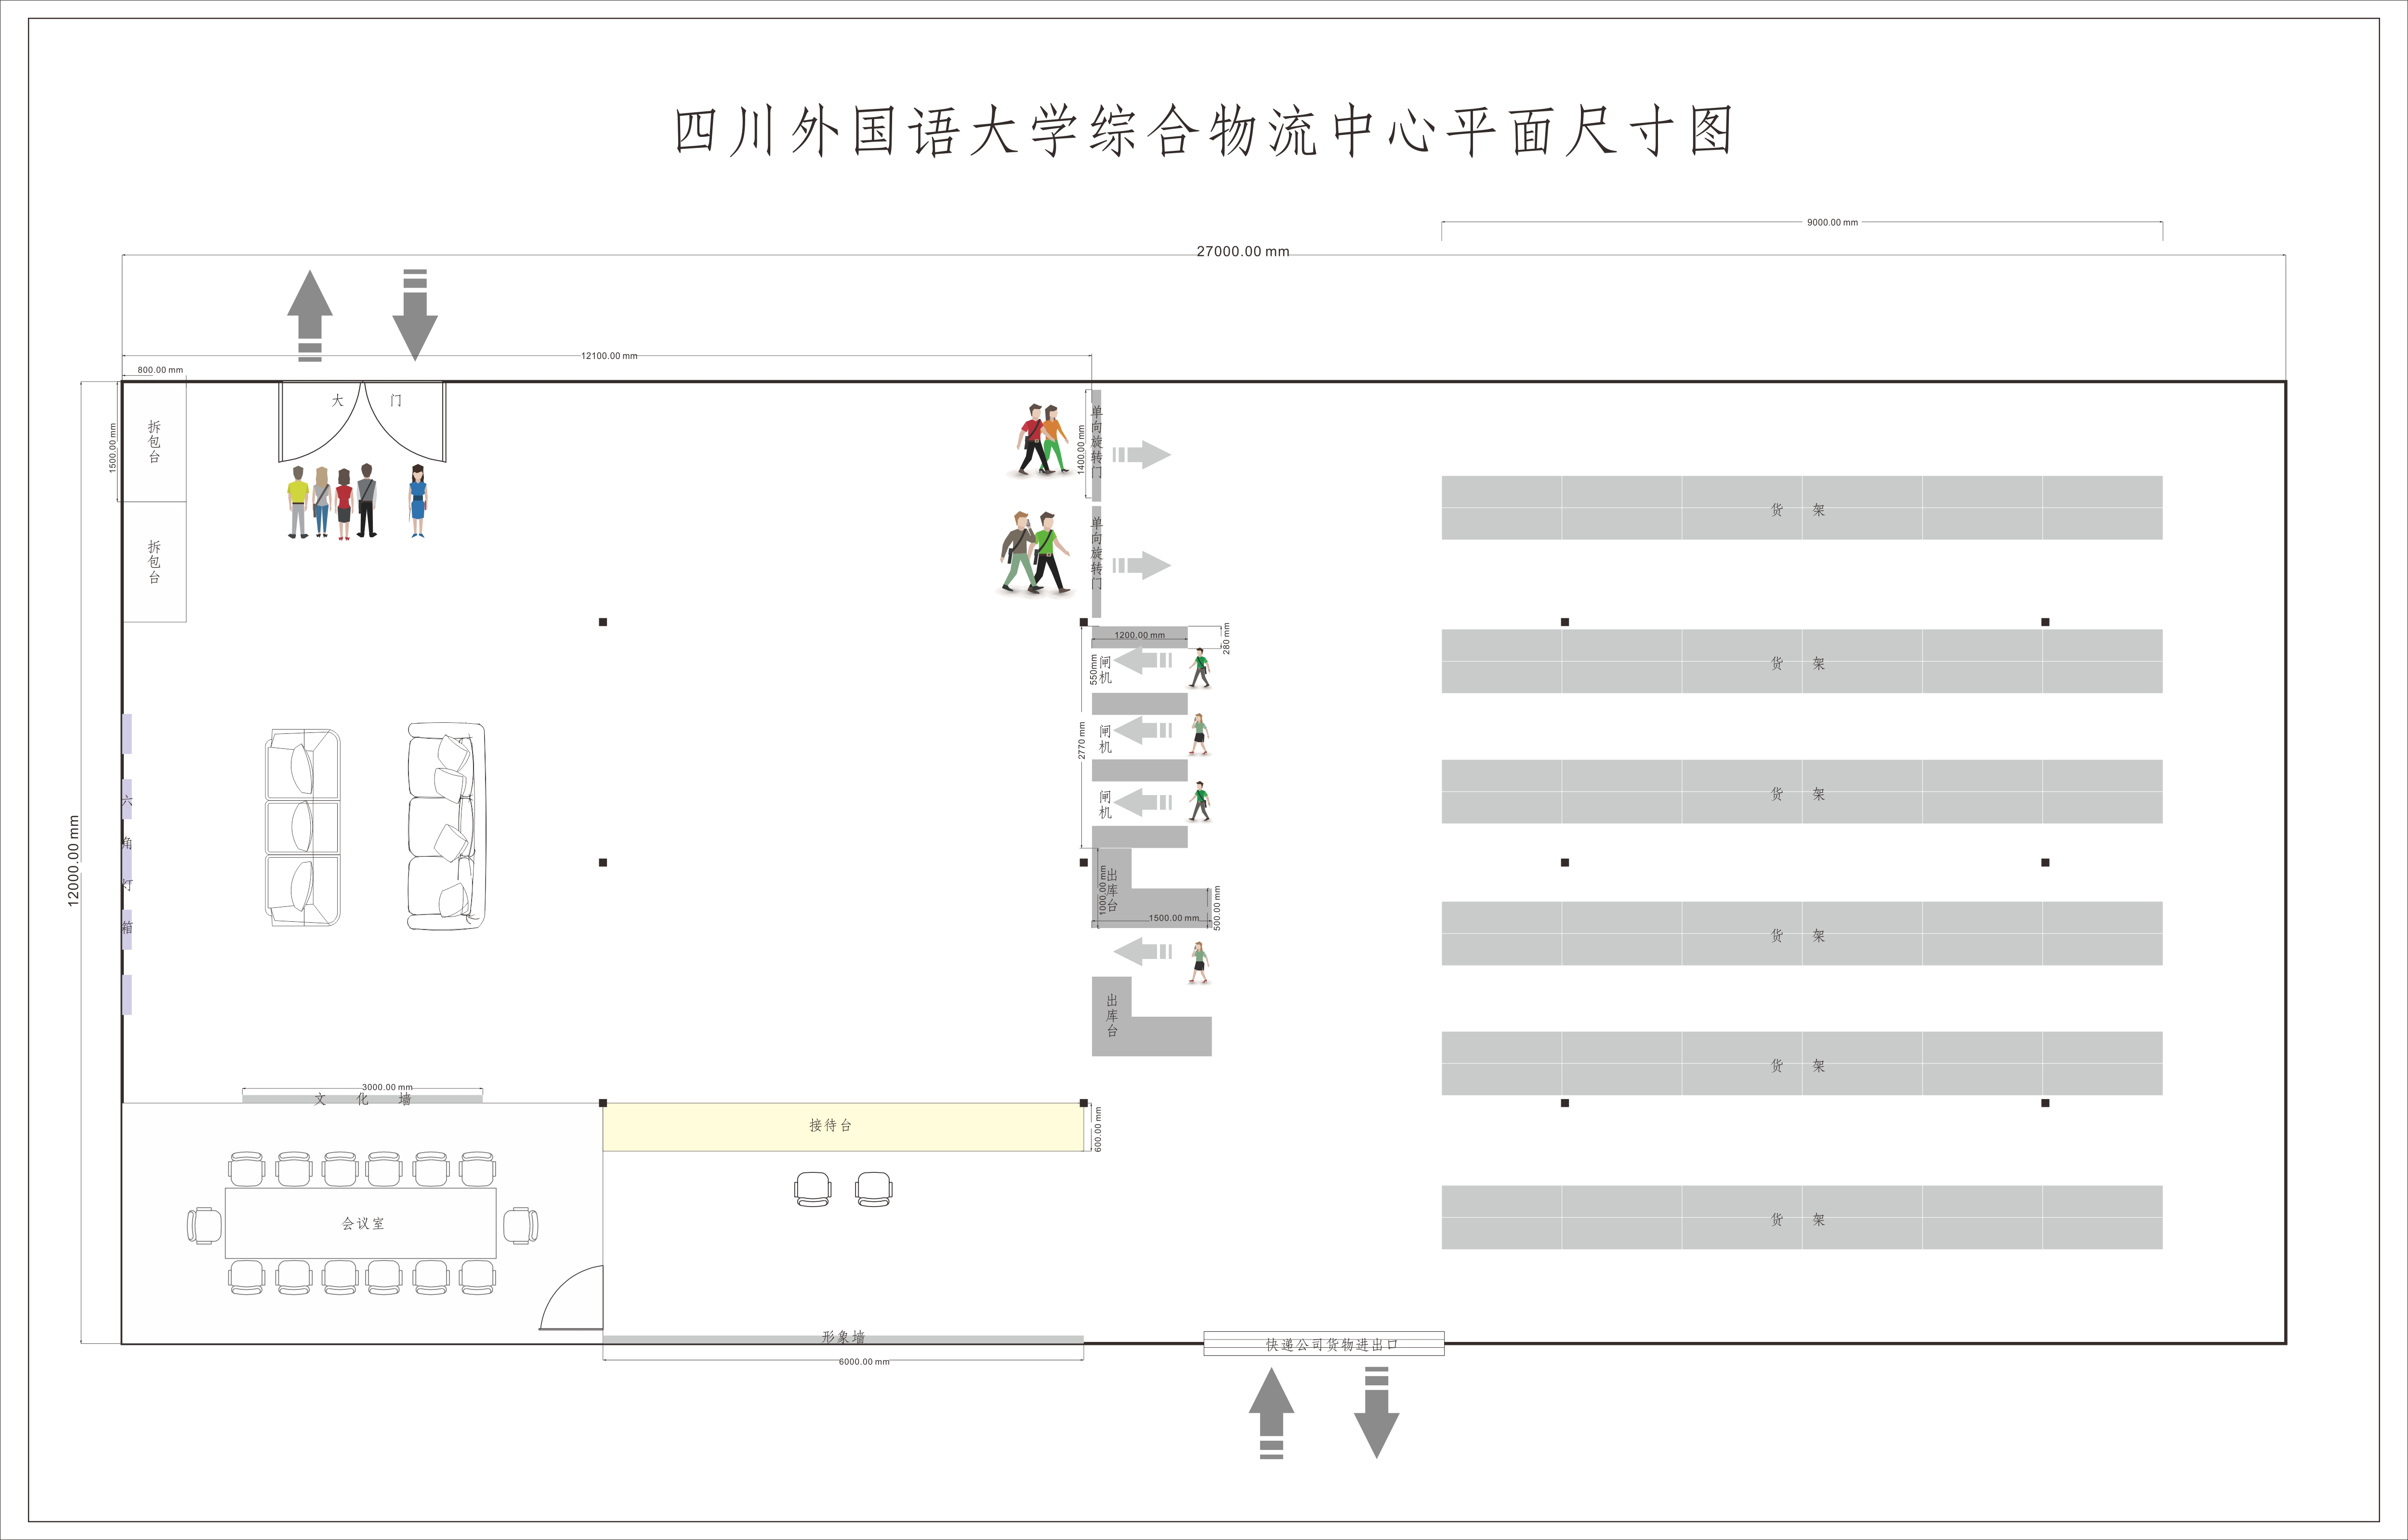 四川外国语大学综合物流中心平面尺寸图
9000.00 mm
27000.00 mm
12100.00 mm
800.00 mm
大 门
1500.00 mm
拆包台
拆包台
1400.00 mm
单向旋转门
单向旋转门
货 架
1200.00 mm
280 mm
550mm
闸机
货 架
2770 mm
闸机
闸机
货 架
12000.00 mm
六角灯箱
出库台
1000.00 mm
1500.00 mm
500.00 mm
货 架
出库台
货 架
3000.00 mm
文 化 墙
接待台
600.00 mm
会议室
货 架
形象墙
6000.00 mm
快递公司货物进出口